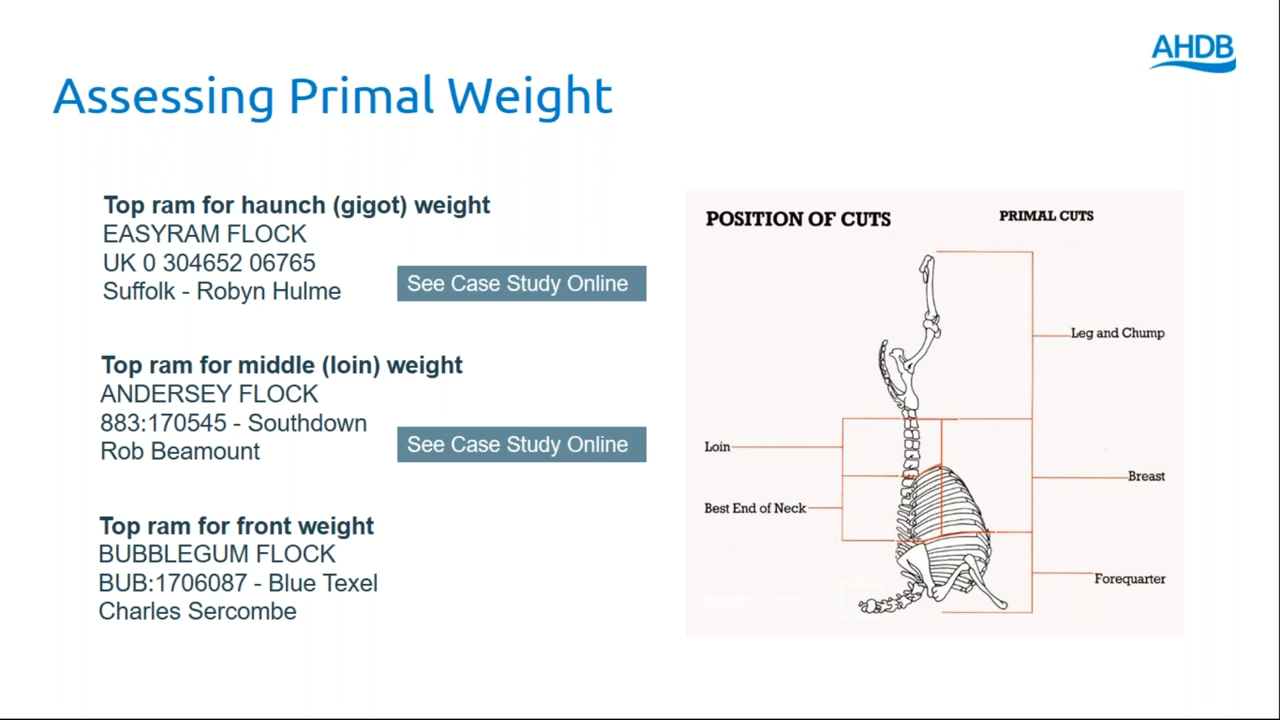 AHDB
Assessing Primal Weight
Top ram for haunch (gigot) weight
EASYRAM FLOCK
UK 0 304652 06765
Suffolk - Robyn Hulme
See Case Study Online
Top ram for middle (loin) weight
ANDERSEY FLOCK
883:170545 - Southdown
Rob Beamount
See Case Study Online
Top ram for front weight
BUBBLEGUM FLOCK
BUB:1706087 - Blue Texel
Charles Sercombe
POSITION OF CUTS
PRIMAL CUTS
Leg and Chump
Loin
Breast
Best End of Neck
Forequarter